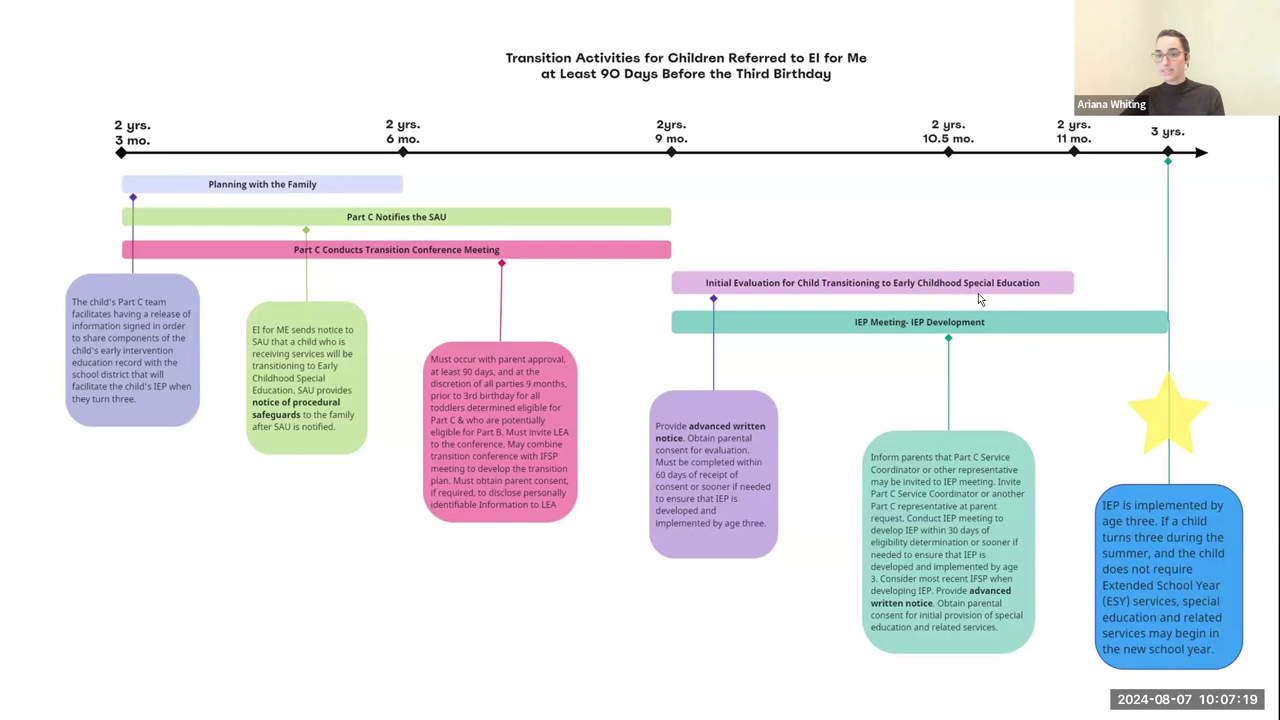 Transition Activities for Children Referred to EI for Me
at Least 90 Days Before the Third Birthday
Ariana Whiting
2 yrs.
3 mo.
2 yrs.
6 mo.
2yrs.
9 mo.
2 yrs.
10.5 mo.
2 yrs.
11 mo.
3 yrs.
Planning with the Family
Part C Notifies the SAU
Part C Conducts Transition Conference Meeting
Initial Evaluation for Child Transitioning to Early Childhood Special Education
IEP Meeting- IEP Development
The child's Part C team
facilitates having a release of
information signed in order
to share components of the
child's early intervention
education record with the
school district that will
facilitate the child's IEP when
they turn three.
EI for ME sends notice to
SAU that a child who is
receiving services will be
transitioning to Early
Childhood Special
Education. SAU provides
notice of procedural
safeguards to the family
after SAU is notified.
Must occur with parent approval,
at least 90 days, and at the
discretion of all parties 9 months,
prior to 3rd birthday for all
toddlers determined eligible for
Part C & who are potentially
eligible for Part B. Must invite LEA
to the conference. May combine
transition conference with IFSP
meeting to develop the transition
plan. Must obtain parent consent,
if required, to disclose personally
identifiable Information to LEA
Provide advanced written
notice. Obtain parental
consent for evaluation.
Must be completed within
60 days of receipt of
consent or sooner if needed
to ensure that IEP is
developed and
implemented by age three.
Inform parents that Part C Service
Coordinator or other representative
may be invited to IEP meeting. Invite
Part C Service Coordinator or another
Part C representative at parent
request. Conduct IEP meeting to
develop IEP within 30 days of
eligibility determination or sooner if
needed to ensure that IEP is
developed and implemented by age
3. Consider most recent IFSP when
developing IEP. Provide advanced
written notice. Obtain parental
consent for initial provision of special
education and related services.
IEP is implemented by
age three. If a child
turns three during the
summer, and the child
does not require
Extended School Year
(ESY) services, special
education and related
services may begin in
the new school year.
2024-08-07 10:07:19